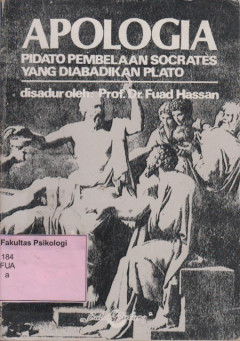 APOLOGIA
PIDATO PEMBELAAN SOCRATES
YANG DIABADIKAN PLATO
disadur oleh: Prof. Dr. Fuad Hassan
Fakultas Psikologi
184
FUA
a